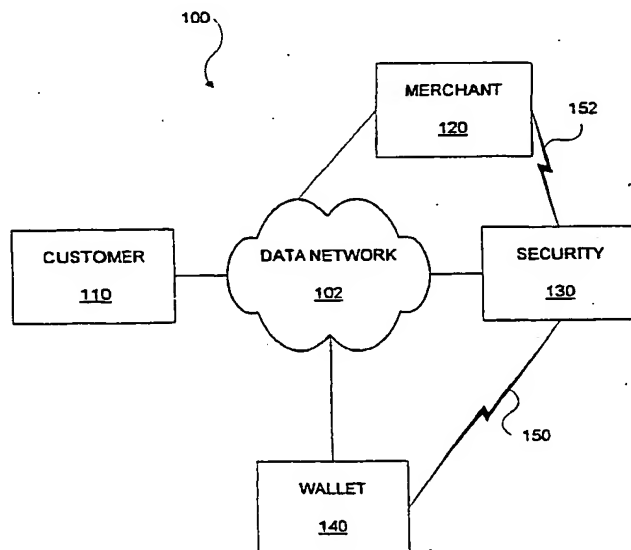 100
MERCHANT
120
152
CUSTOMER
110
DATA NETWORK
102
SECURITY
130
150
WALLET
140